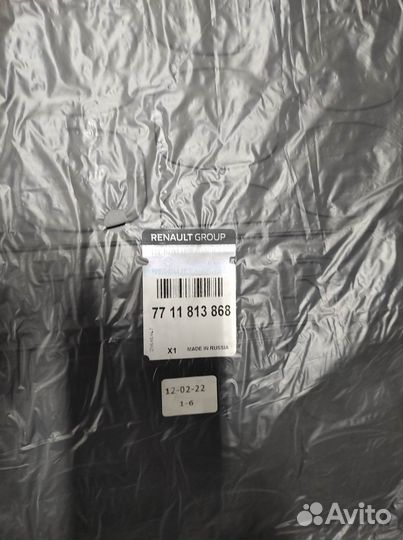 RENAULT GROUP
77 11 813 868
X1 MADE IN RUSSIA
12-02-22
1-6
Avito